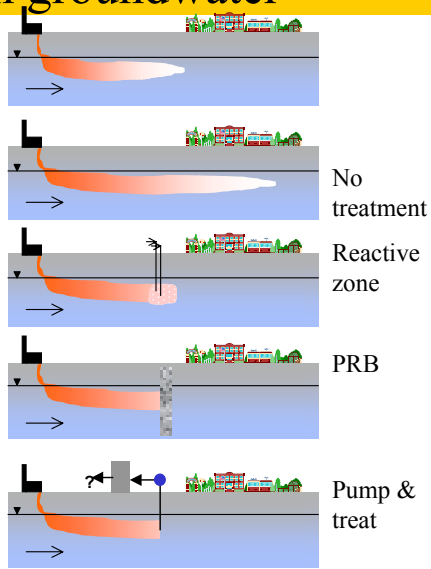 groundwater
No
treatment
Reactive
zone
PRB
?
Pump &
treat